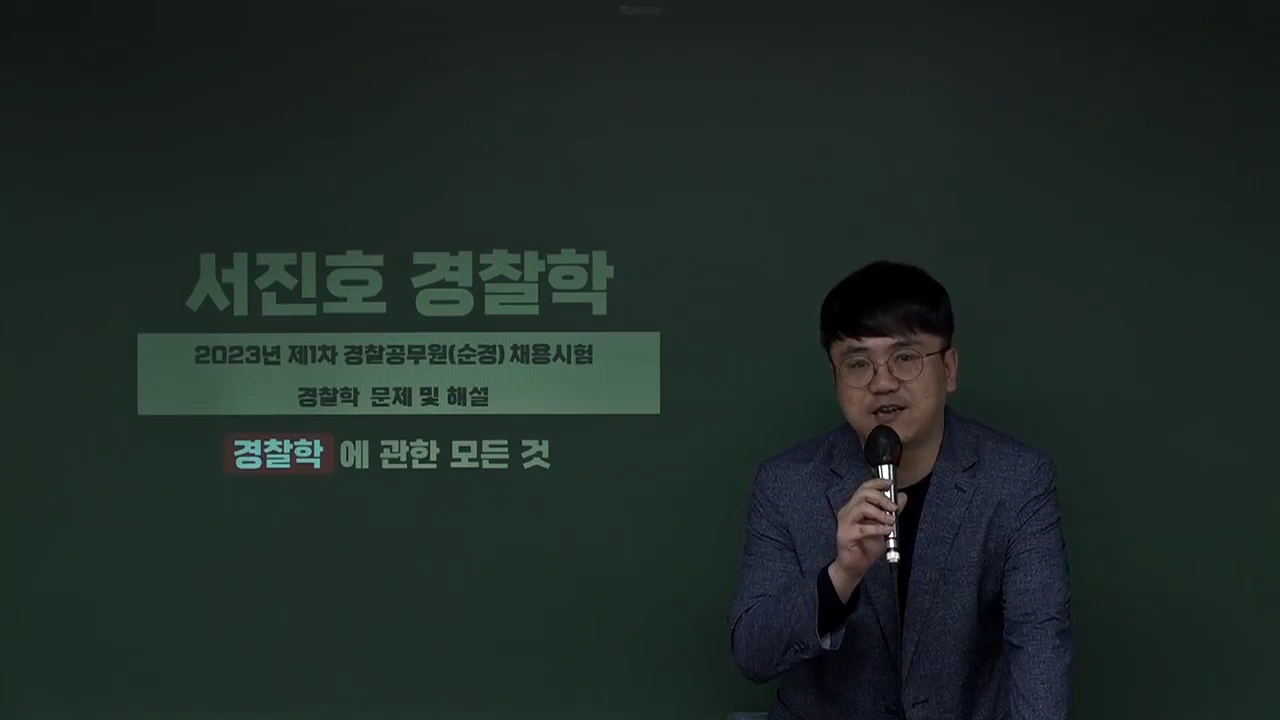 서진호 경찰학
2023년 제1차 경찰공무원(순경) 채용시험
경찰학 문제 및 해설
경찰학 에 관한 모든 것